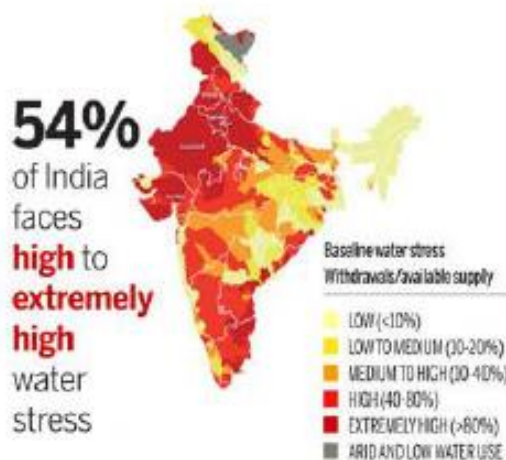 54%
of India
faces
high to
extremely
high
water
stress
Baseline water stress
Withdrawals/available supply
LOW (<10%)
LOW TO MEDIUM (10-20%)
MEDIUM TO HIGH (10-40%)
HIGH (40-80%)
EXTREMELY HIGH (>80%)
ARID AND LOW WATER USE